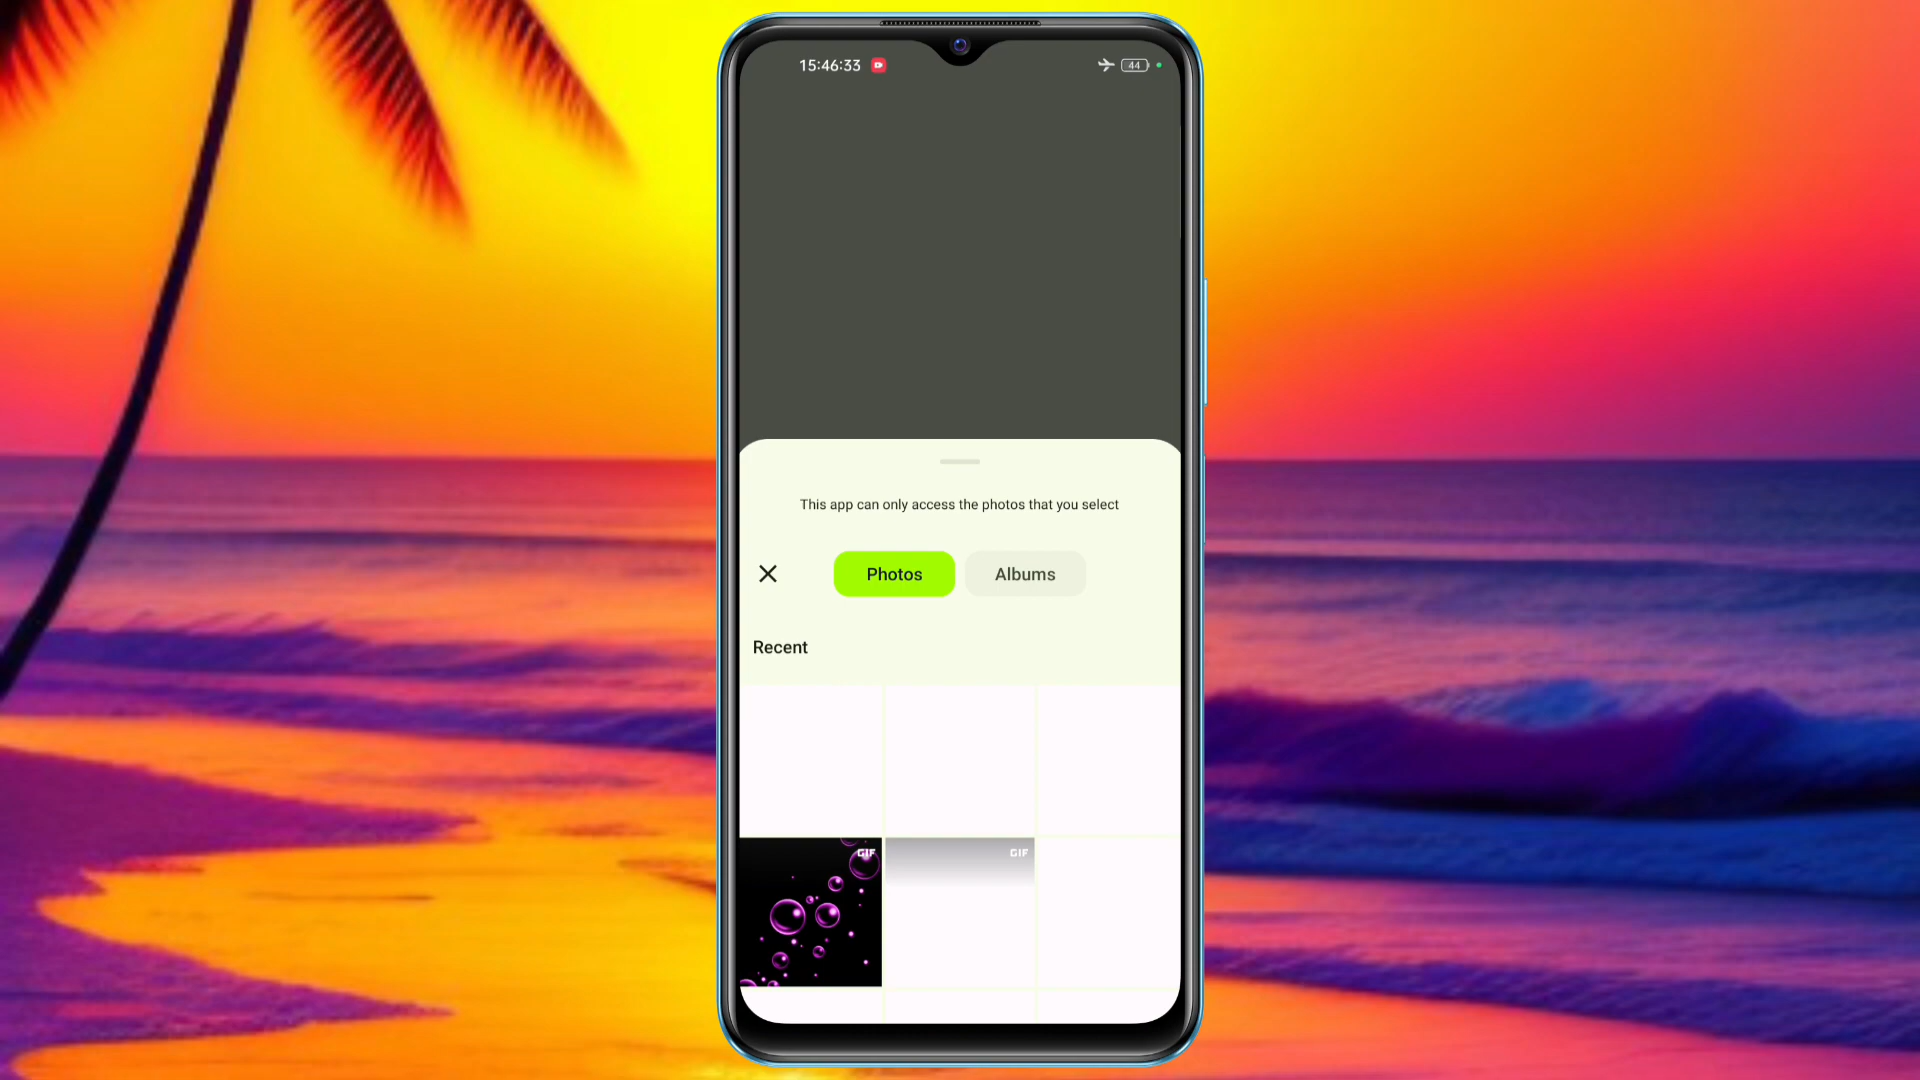 15:46:33
44
This app can only access the photos that you select
Photos
Albums
Recent
GIF
GIF